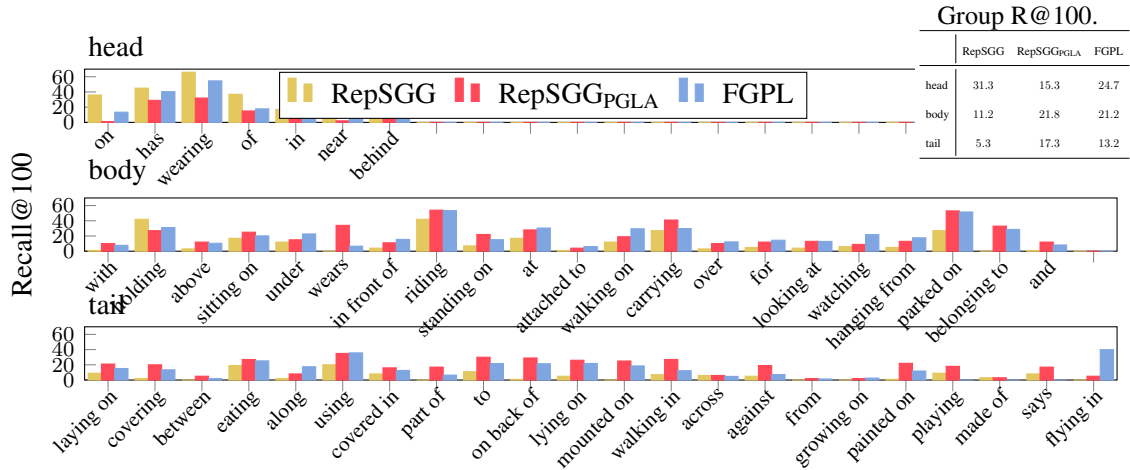 Group R@100.
RepSGG RepSGG_PGLA FGPL
head 31.3 15.3 24.7
body 11.2 21.8 21.2
tail 5.3 17.3 13.2
Recall@100
head
RepSGG RepSGG_PGLA FGPL
60
40
20
0
on has wearing of in near behind
body
60
40
20
0
with holding above sitting on under wears in front of riding standing on at attached to walking on carrying over for looking at watching hanging from parked on belonging to and
tail
60
40
20
0
laying on covering between eating along using covered in part of to on back of lying on mounted on walking in across against from growing on painted on playing made of says flying in